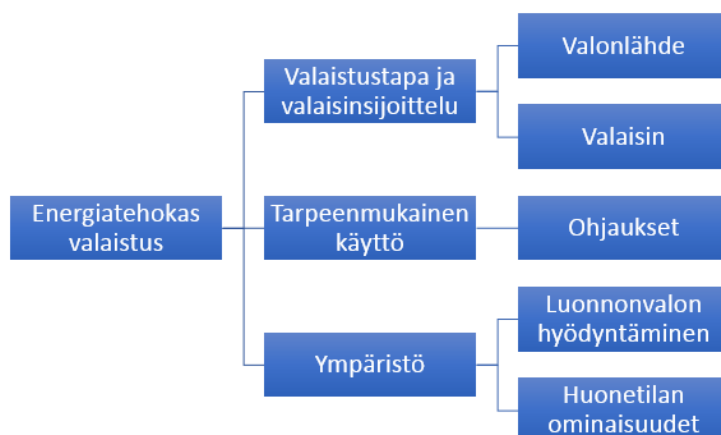 Energiatehokas
valaistus
Valaistustapa ja
valaisinsijoittelu
Valonlähde
Valaisin
Tarpeenmukainen
käyttö
Ohjaukset
Ympäristö
Luonnonvalon
hyödyntäminen
Huonetilan
ominaisuudet